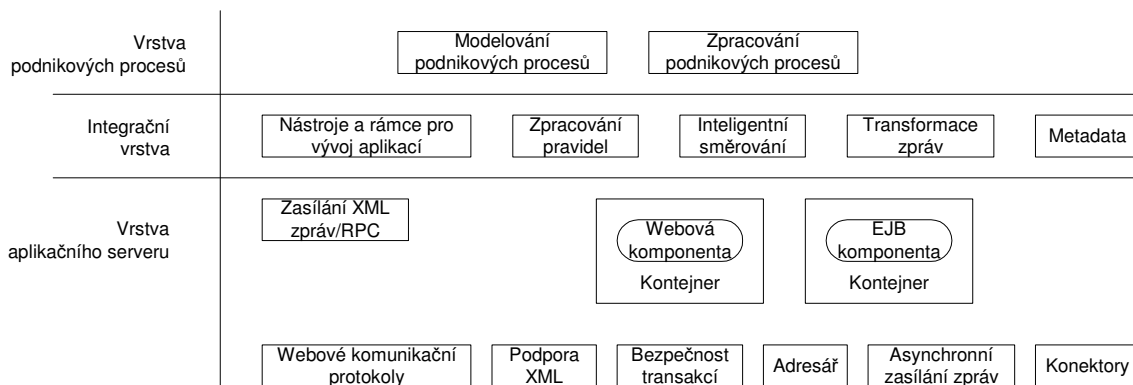 Vrstva
podnikových procesů
Modelování
podnikových procesů
Zpracování
podnikových procesů
Integrační
vrstva
Nástroje a rámce pro
vývoj aplikací
Zpracování
pravidel
Inteligentní
směrování
Transformace
zpráv
Metadata
Vrstva
aplikačního serveru
Zasílání XML
zpráv/RPC
Webová
komponenta
Kontejner
EJB
komponenta
Kontejner
Webové komunikační
protokoly
Podpora
XML
Bezpečnost
transakcí
Adresář
Asynchronní
zasílání zpráv
Konektory